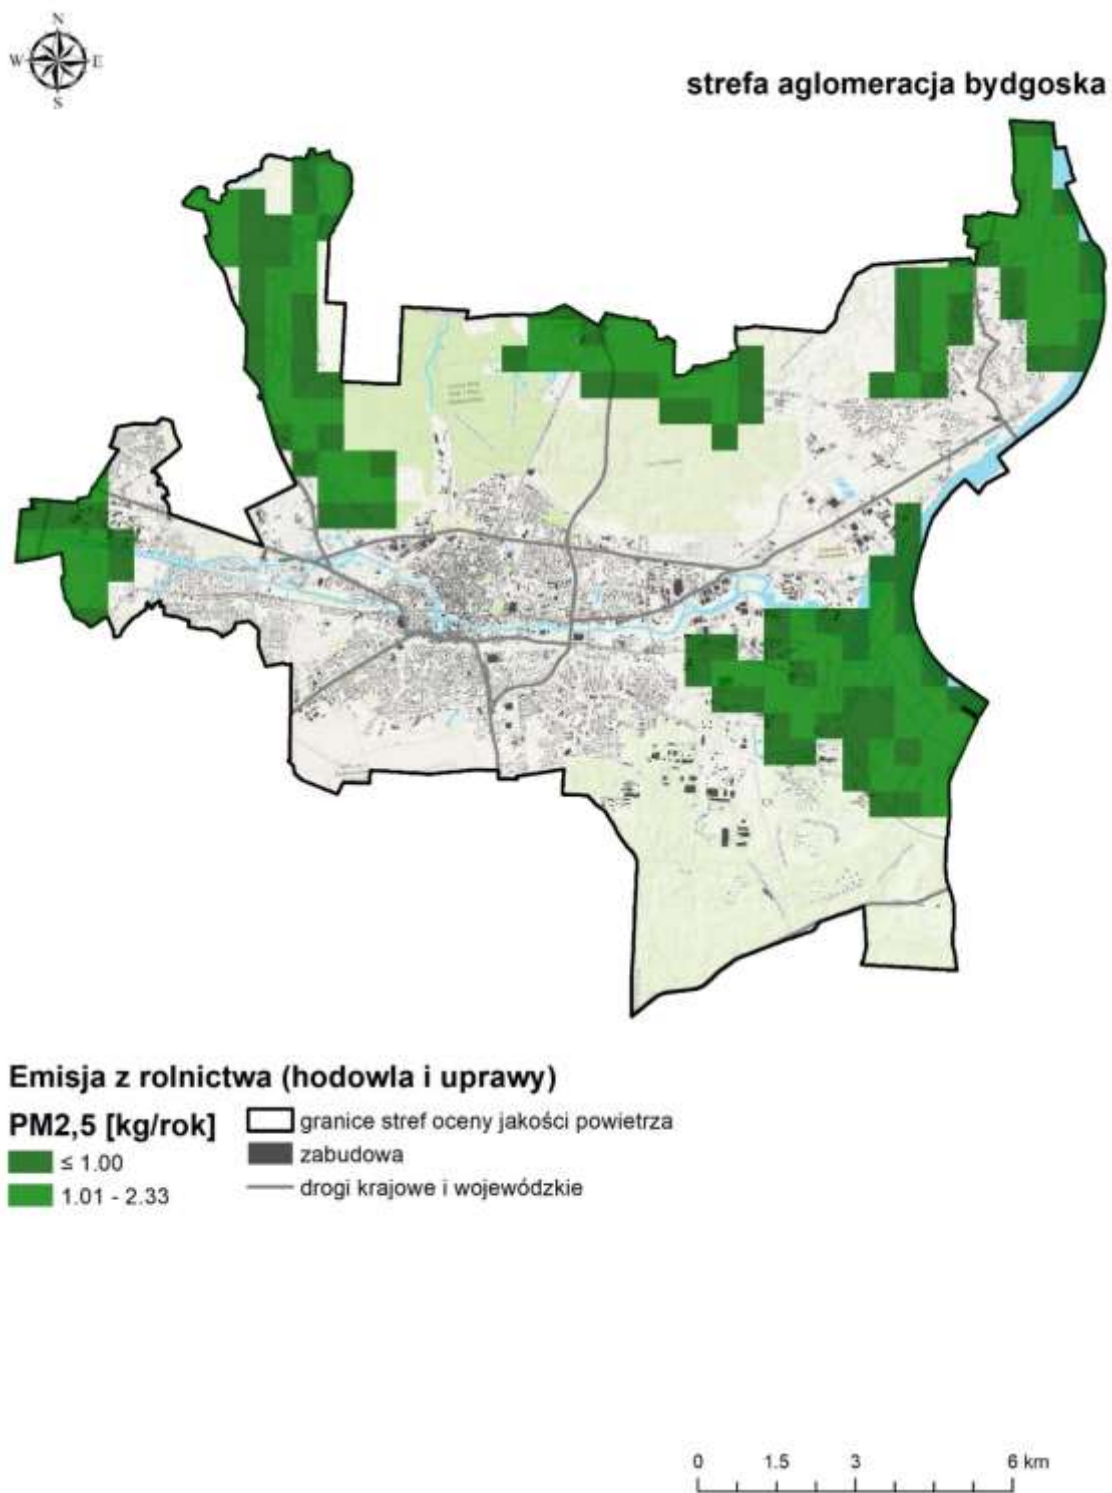 N
W E
S
strefa aglomeracja bydgoska
Emisja z rolnictwa (hodowla i uprawy)
PM2,5 [kg/rok]
≤ 1.00
1.01 - 2.33
granice stref oceny jakości powietrza
zabudowa
drogi krajowe i wojewódzkie
0 1.5 3 6 km